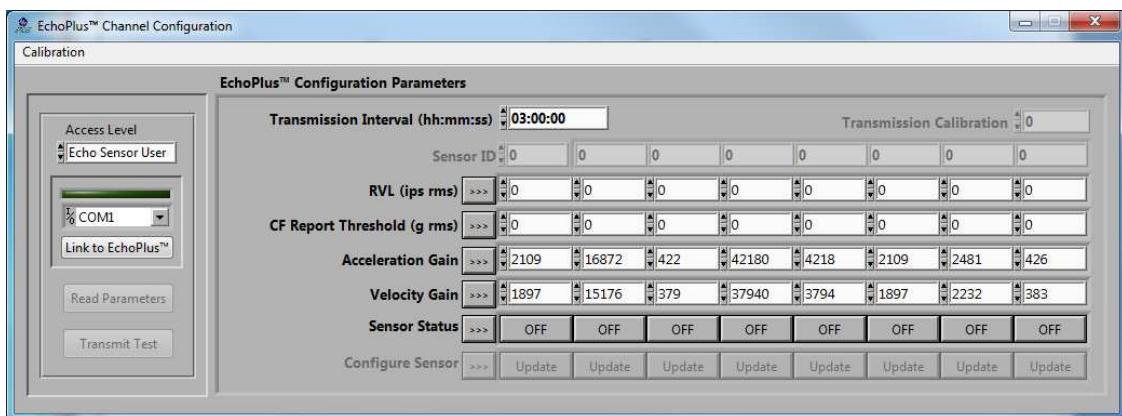 EchoPlus™ Channel Configuration
Calibration
EchoPlus™ Configuration Parameters
Transmission Interval (hh:mm:ss) 03:00:00 Transmission Calibration 0
Access Level
Echo Sensor User
COM1
Link to EchoPlus™
Read Parameters
Transmit Test
Sensor ID 0 0 0 0 0 0 0 0
RVL (ips rms) >>> 0 0 0 0 0 0 0 0
CF Report Threshold (g rms) >>> 0 0 0 0 0 0 0 0
Acceleration Gain >>> 2109 16872 422 42180 4218 2109 2481 426
Velocity Gain >>> 1897 15176 379 37940 3794 1897 2232 383
Sensor Status >>> OFF OFF OFF OFF OFF OFF OFF OFF
Configure Sensor >>> Update Update Update Update Update Update Update Update